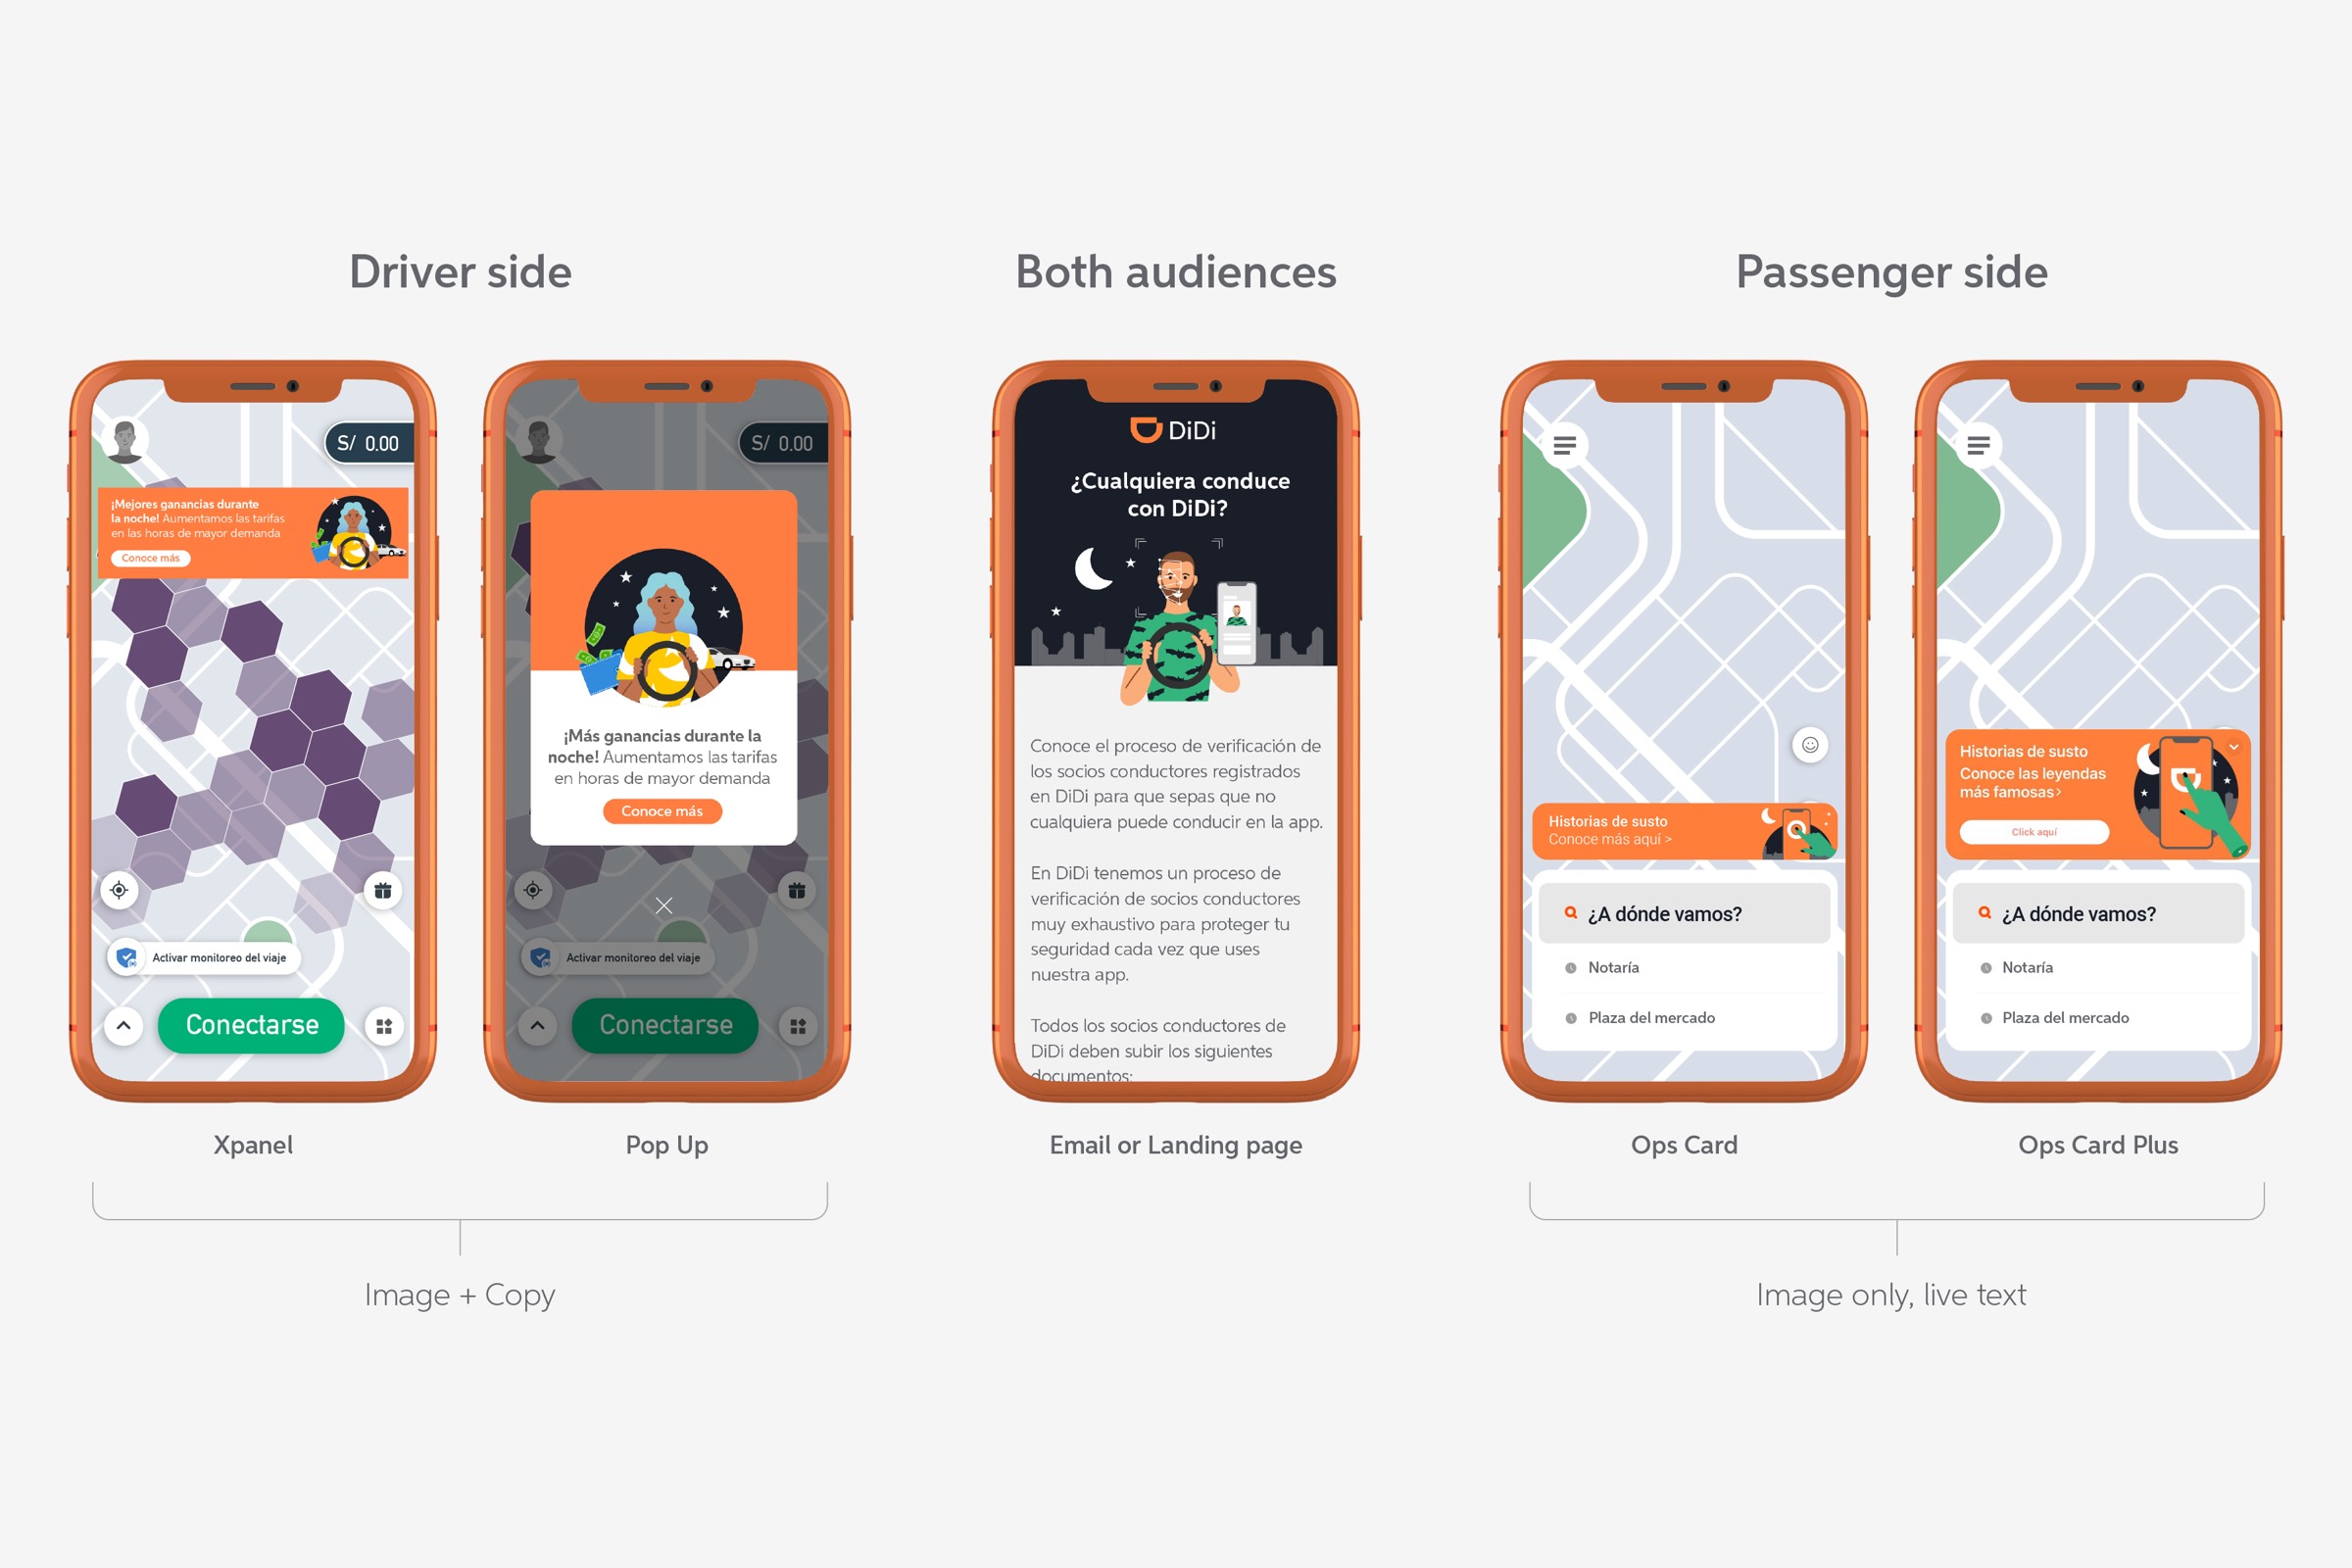 Driver side
Both audiences
Passenger side
S/ 0.00
¡Mejores ganancias durante
la noche! Aumentamos las tarifas
en las horas de mayor demanda
Conoce más
Activar monitoreo del viaje
Conectarse
S/ 0.00
¡Más ganancias durante la
noche! Aumentamos las tarifas
en horas de mayor demanda
Conoce más
Activar monitoreo del viaje
Conectarse
DiDi
¿Cualquiera conduce
con DiDi?
Conoce el proceso de verificación de
los socios conductores registrados
en DiDi para que sepas que no
cualquiera puede conducir en la app.
En DiDi tenemos un proceso de
verificación de socios conductores
muy exhaustivo para proteger tu
seguridad cada vez que uses
nuestra app.
Todos los socios conductores de
DiDi deben subir los siguientes
documentos:
Historias de susto
Conoce más aquí >
¿A dónde vamos?
Notaría
Plaza del mercado
Historias de susto
Conoce las leyendas
más famosas>
Click aquí
¿A dónde vamos?
Notaría
Plaza del mercado
Xpanel
Pop Up
Email or Landing page
Ops Card
Ops Card Plus
Image + Copy
Image only, live text